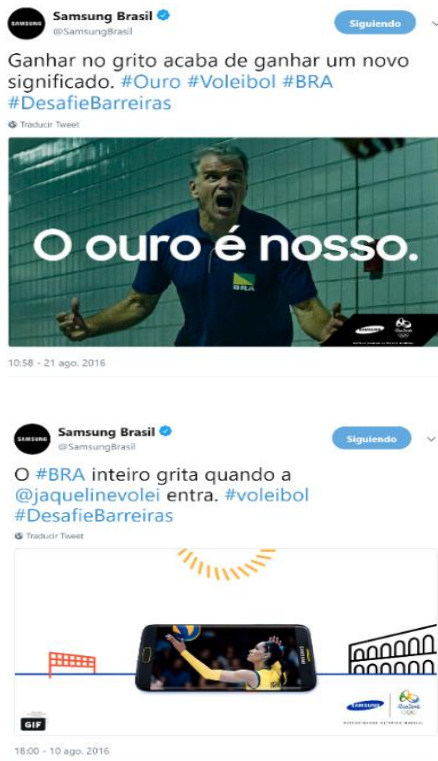 Samsung Brasil
@SamsungBrasil
Siguiendo
Ganhar no grito acaba de ganhar um novo
significado. #Ouro #Voleibol #BRA
#DesafieBarreiras
Traducir Tweet
O ouro é nosso.
BRA
SAMSUNG
10:58 - 21 ago. 2016
SAMSUNG
Samsung Brasil
@SamsungBrasil
Siguiendo
O #BRA inteiro grita quando a
@jaquelinevolei entra. #voleibol
#DesafieBarreiras
Traducir Tweet
SAMSUNG
SAMSUNG
GIF
18:00 - 10 ago. 2016